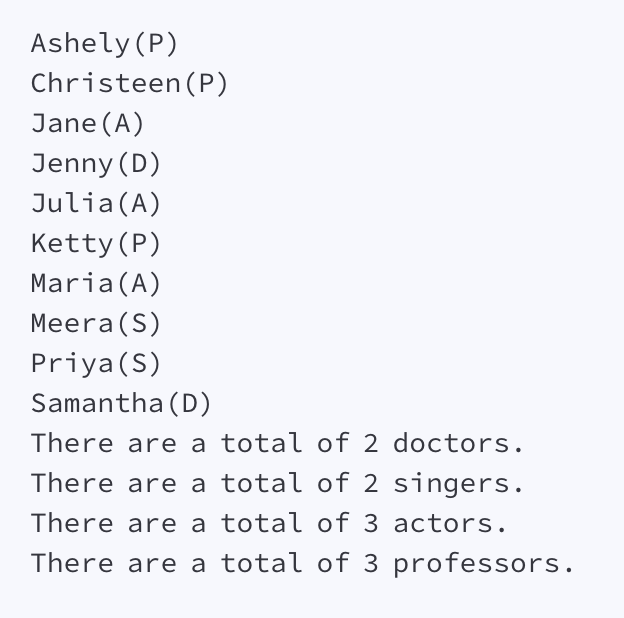 Ashely(P)
Christeen(P)
Jane(A)
Jenny(D)
Julia(A)
Ketty(P)
Maria(A)
Meera(S)
Priya(S)
Samantha(D)
There are a total of 2 doctors.
There are a total of 2 singers.
There are a total of 3 actors.
There are a total of 3 professors.